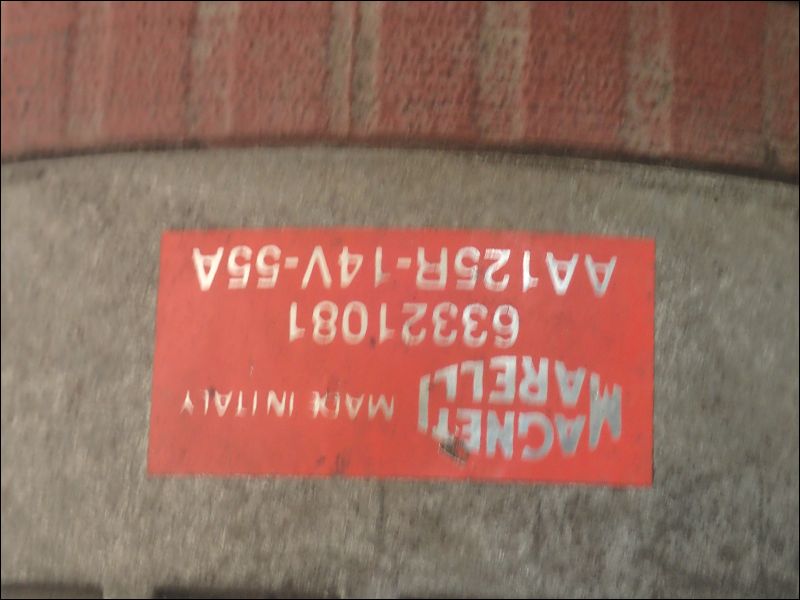 MAGNETI
MARELLI
MADE IN ITALY
63321081
AA125R-14V-55A